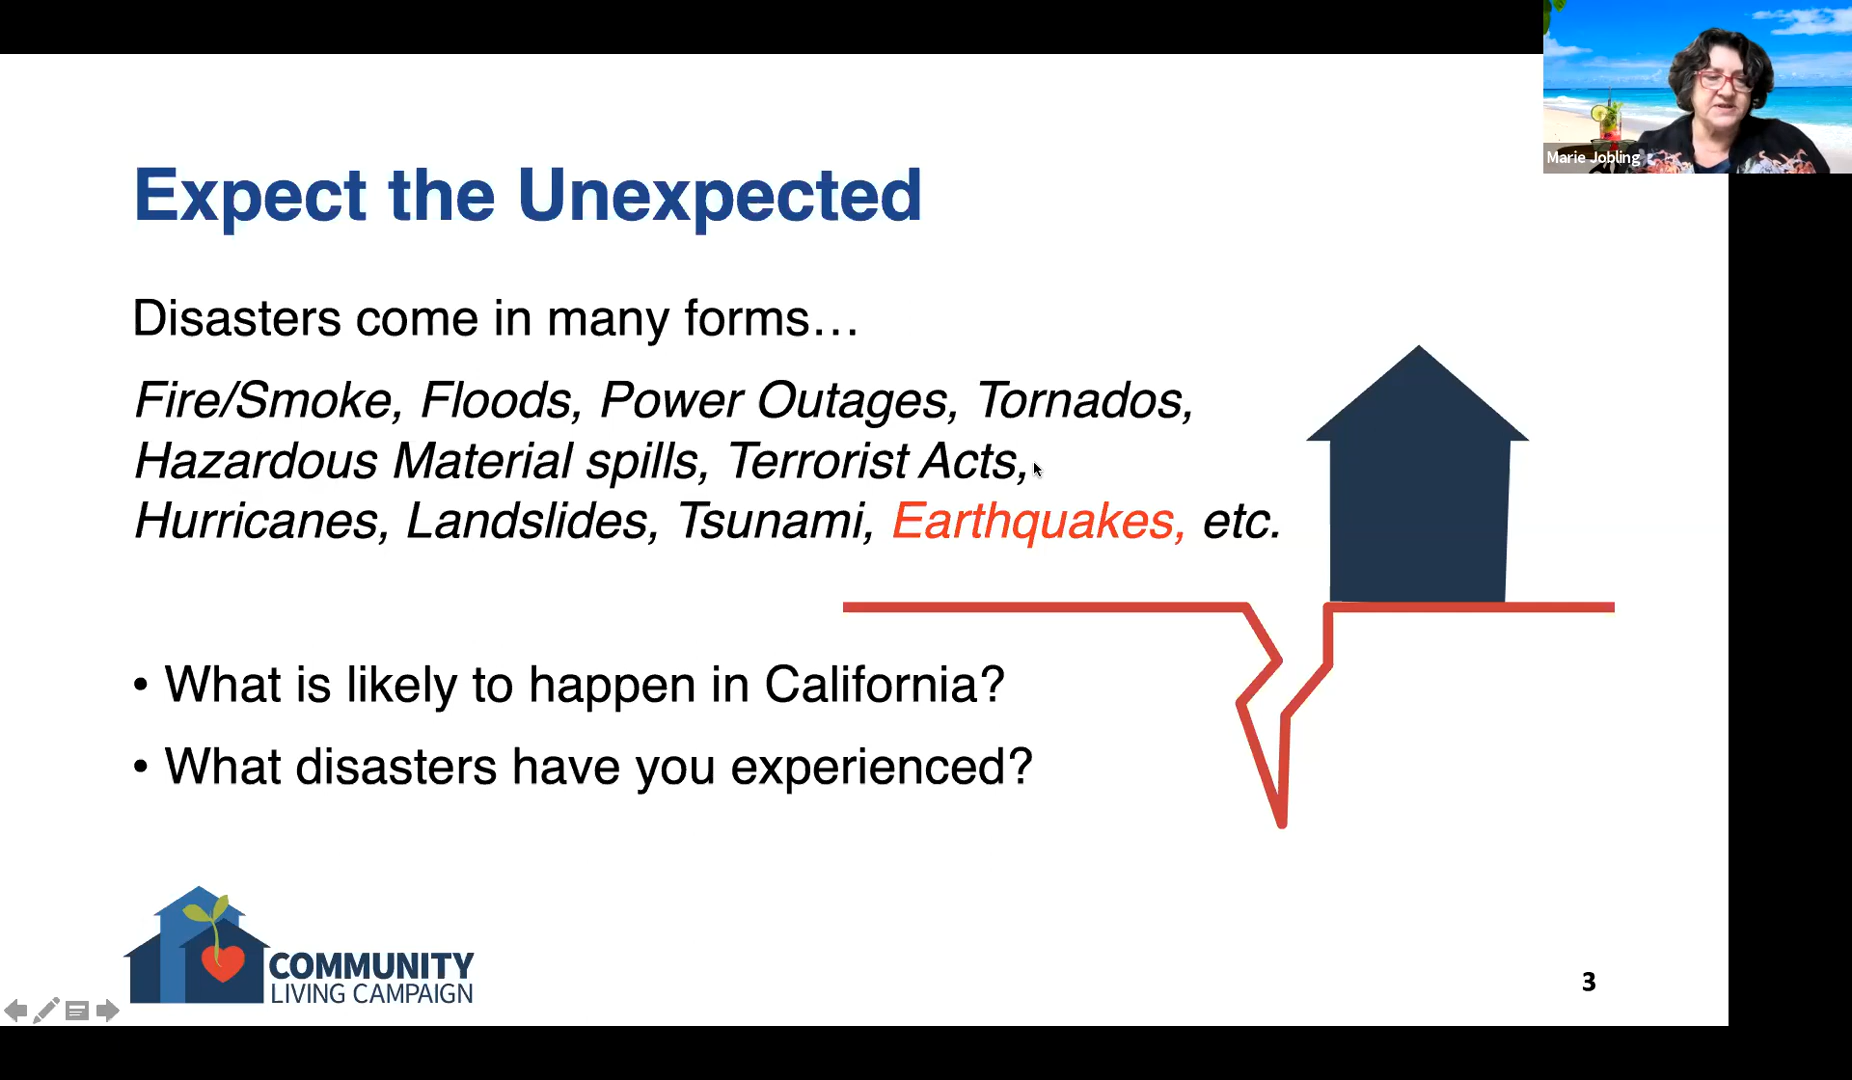 Marie Jobling
Expect the Unexpected
Disasters come in many forms…
Fire/Smoke, Floods, Power Outages, Tornados,
Hazardous Material spills, Terrorist Acts,
Hurricanes, Landslides, Tsunami, Earthquakes, etc.
• What is likely to happen in California?
• What disasters have you experienced?
COMMUNITY
LIVING CAMPAIGN
3